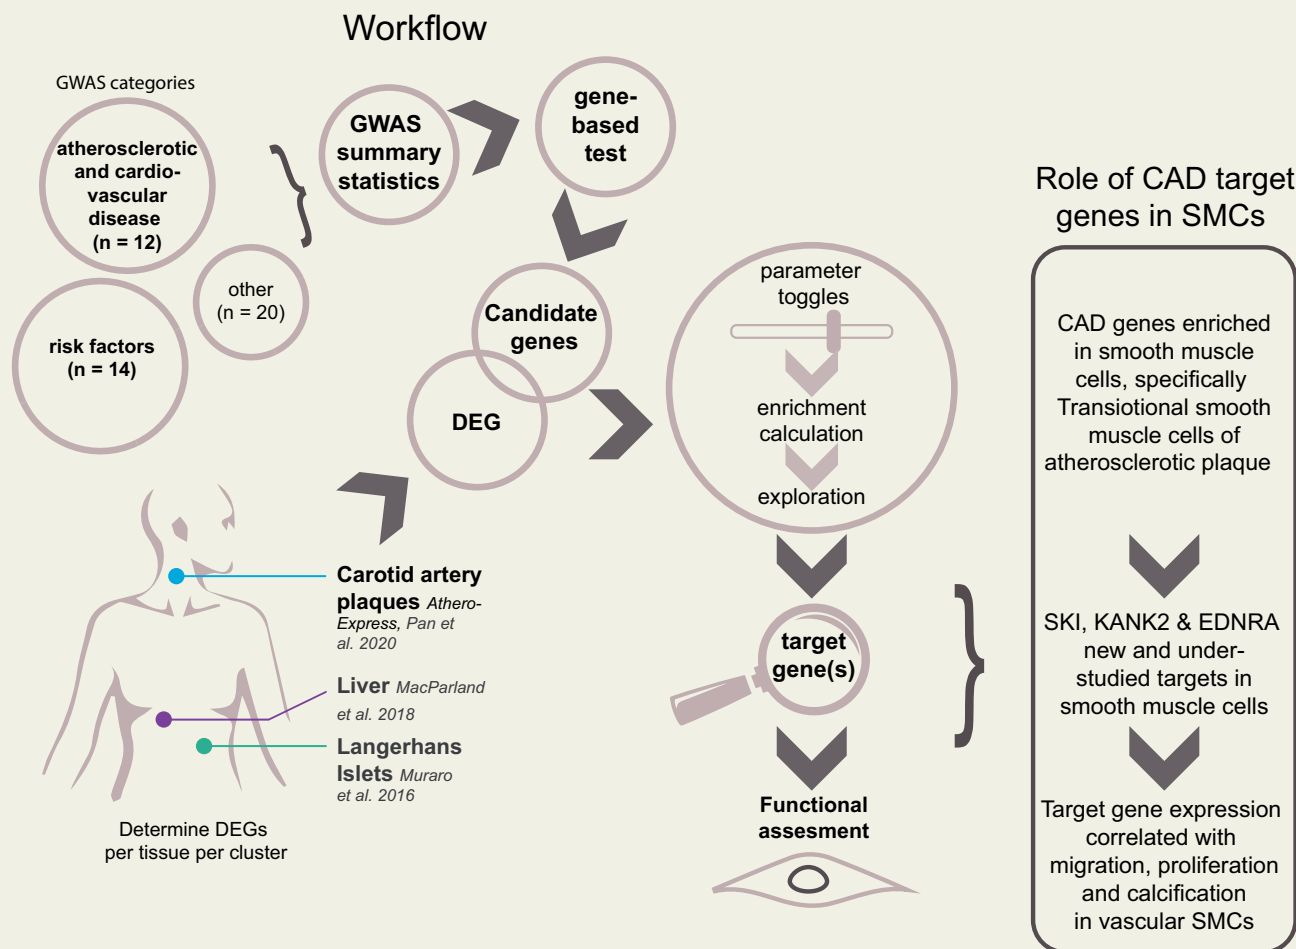 Workflow
GWAS categories
atherosclerotic
and cardio-
vascular
disease
(n = 12)
other
(n = 20)
risk factors
(n = 14)
GWAS
summary
statistics
gene-
based
test
Candidate
genes
DEG
parameter
toggles
enrichment
calculation
exploration
Carotid artery
plaques Athero-
Express, Pan et
al. 2020
Liver MacParland
et al. 2018
Langerhans
Islets Muraro
et al. 2016
Determine DEGs
per tissue per cluster
target
gene(s)
Functional
assesment
Role of CAD target
genes in SMCs
CAD genes enriched
in smooth muscle
cells, specifically
Transiotional smooth
muscle cells of
atherosclerotic plaque
SKI, KANK2 & EDNRA
new and under-
studied targets in
smooth muscle cells
Target gene expression
correlated with
migration, proliferation
and calcification
in vascular SMCs